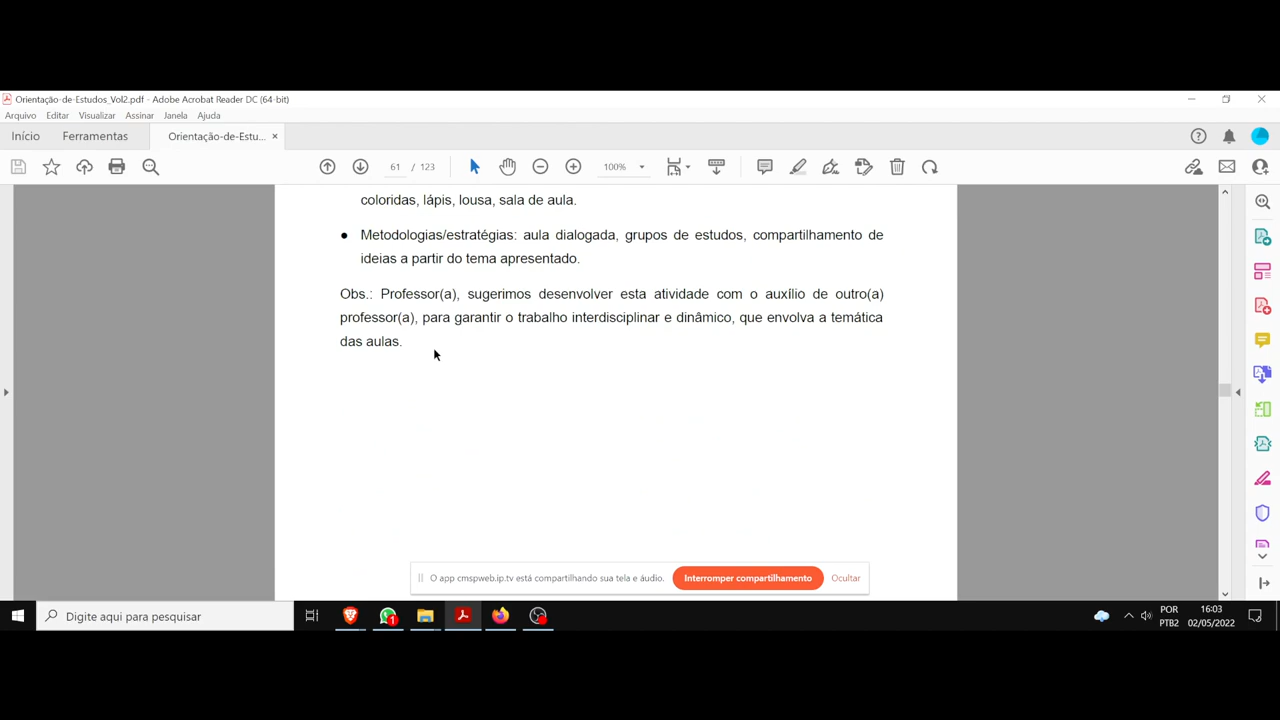 Orientação-de-Estudos_Vol2.pdf - Adobe Acrobat Reader DC (64-bit)
Arquivo Editar Visualizar Assinar Janela Ajuda
Início Ferramentas Orientação-de-Estu... ×
61 / 123 100%
coloridas, lápis, lousa, sala de aula.
● Metodologias/estratégias: aula dialogada, grupos de estudos, compartilhamento de
ideias a partir do tema apresentado.
Obs.: Professor(a), sugerimos desenvolver esta atividade com o auxílio de outro(a)
professor(a), para garantir o trabalho interdisciplinar e dinâmico, que envolva a temática
das aulas.
O app cmspweb.ip.tv está compartilhando sua tela e áudio. Interromper compartilhamento Ocultar
Digite aqui para pesquisar
1
POR 16:03
PTB2 02/05/2022